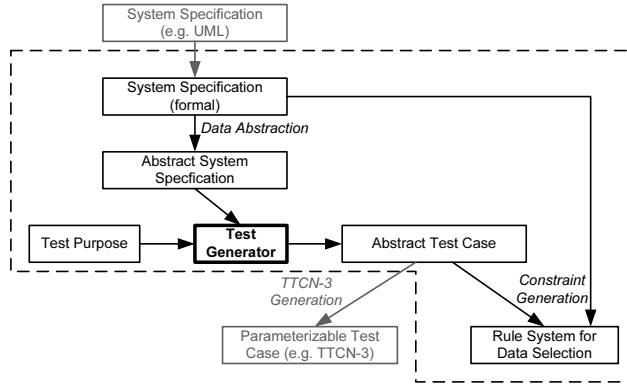 System Specification
(e.g. UML)
System Specification
(formal)
Data Abstraction
Abstract System
Specfication
Test Purpose
Test
Generator
Abstract Test Case
TTCN-3
Generation
Constraint
Generation
Parameterizable Test
Case (e.g. TTCN-3)
Rule System for
Data Selection